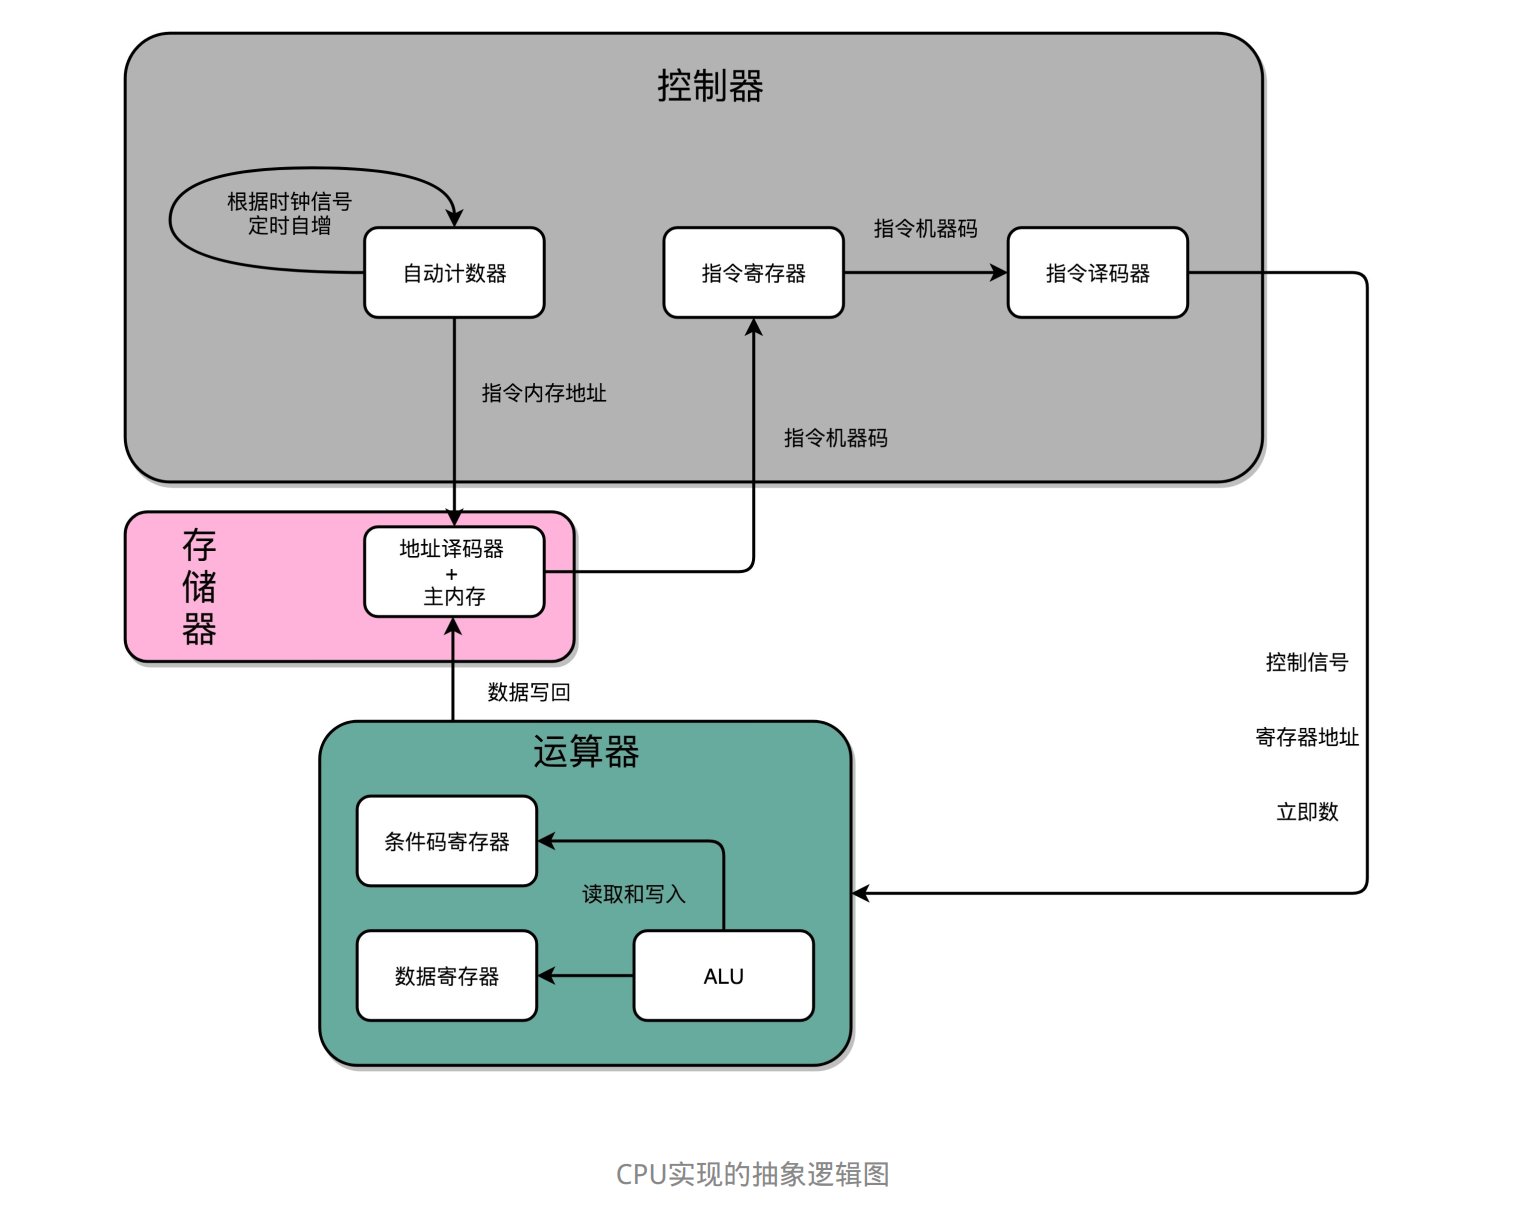 控制器
根据时钟信号
定时自增
自动计数器
指令寄存器
指令机器码
指令译码器
指令内存地址
指令机器码
存
储
器
地址译码器
+
主内存
数据写回
控制信号
寄存器地址
立即数
运算器
条件码寄存器
读取和写入
数据寄存器
ALU
CPU实现的抽象逻辑图